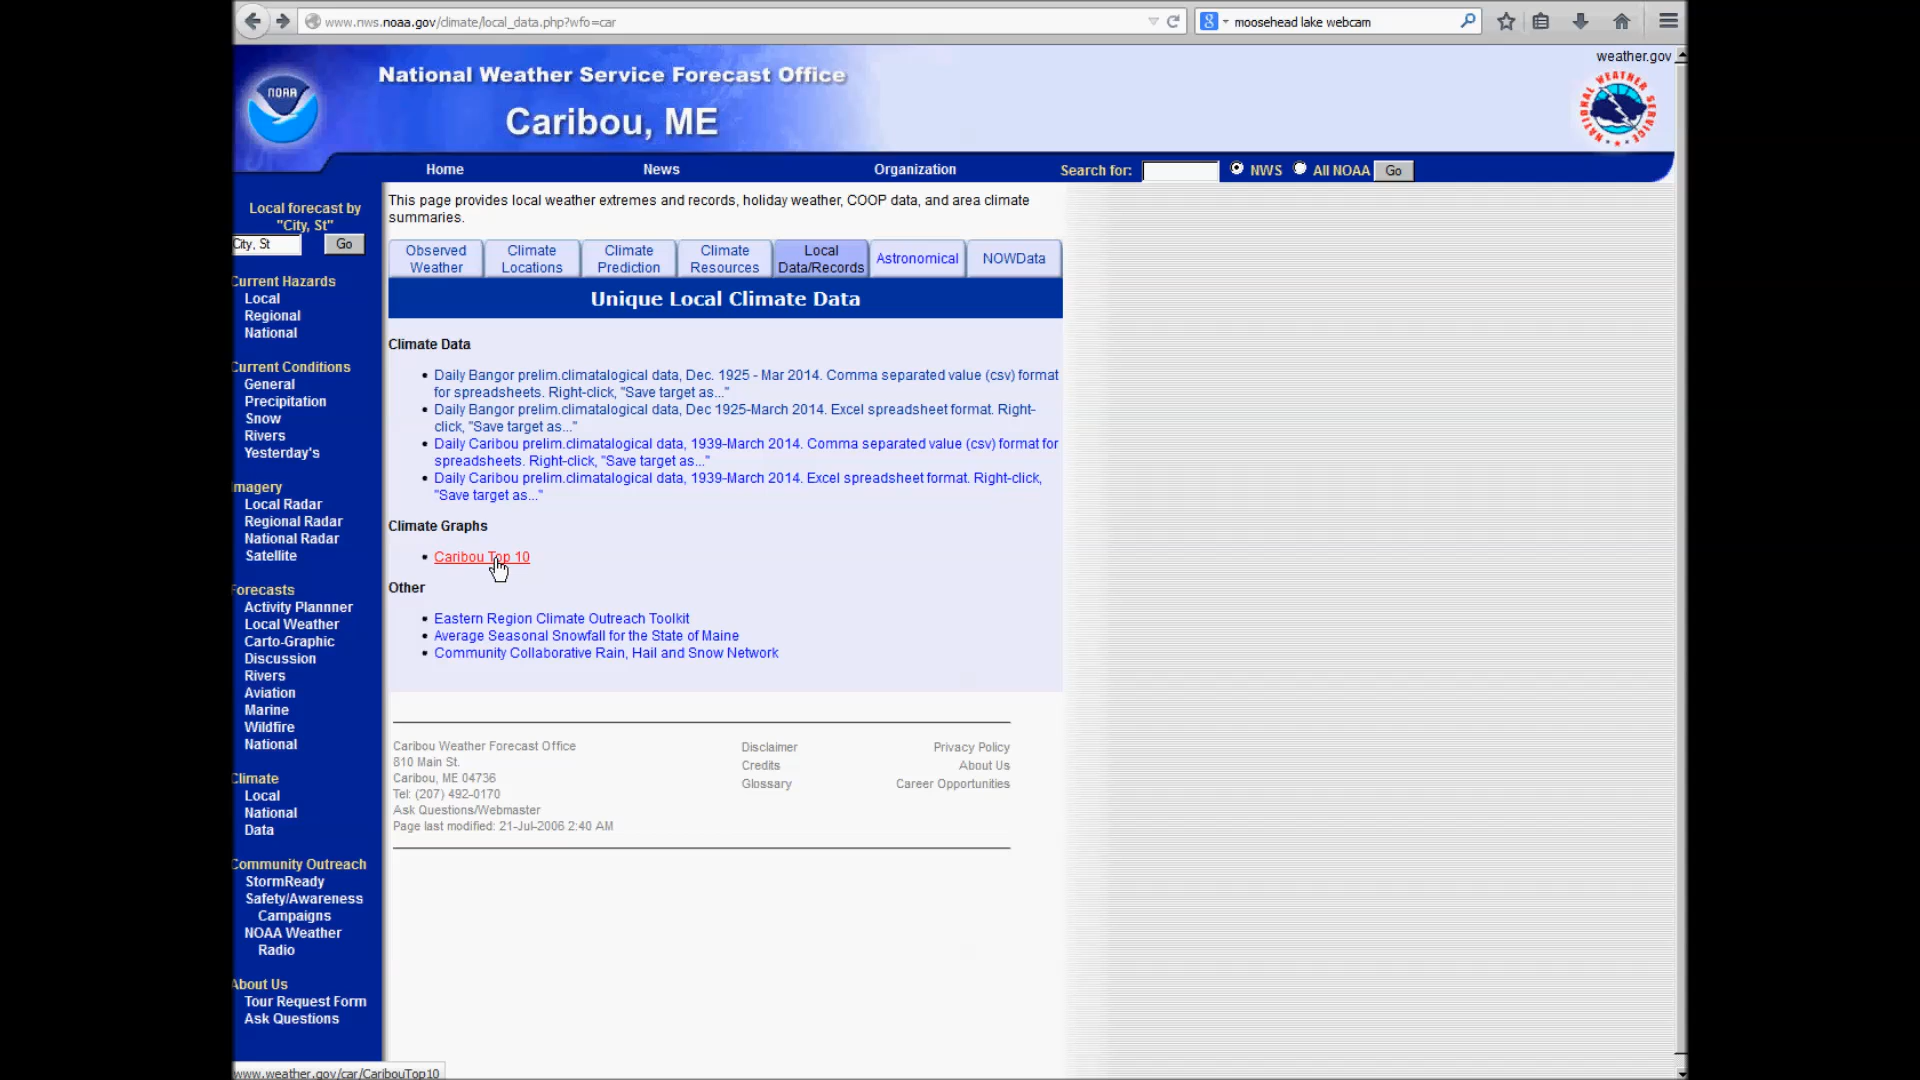 www.nws.noaa.gov/climate/local_data.php?wfo=car
moosehead lake webcam
weather.gov
NOAA
National Weather Service Forecast Office
Caribou, ME
NATIONAL WEATHER SERVICE
Home
News
Organization
Search for:
NWS
All NOAA
Go
Local forecast by
"City, St"
City, St
Go
urrent Hazards
Local
Regional
National
Current Conditions
General
Precipitation
Snow
Rivers
Yesterday's
magery
Local Radar
Regional Radar
National Radar
Satellite
Forecasts
Activity Plannner
Local Weather
Carto-Graphic
Discussion
Rivers
Aviation
Marine
Wildfire
National
Climate
Local
National
Data
Community Outreach
StormReady
Safety/Awareness
Campaigns
NOAA Weather
Radio
About Us
Tour Request Form
Ask Questions
This page provides local weather extremes and records, holiday weather, COOP data, and area climate
summaries.
Observed
Weather
Climate
Locations
Climate
Prediction
Climate
Resources
Local
Data/Records
Astronomical
NOWData
Unique Local Climate Data
Climate Data
• Daily Bangor prelim.climatalogical data, Dec. 1925 - Mar 2014. Comma separated value (csv) format
for spreadsheets. Right-click, "Save target as..."
• Daily Bangor prelim.climatalogical data, Dec 1925-March 2014. Excel spreadsheet format. Right-
click, "Save target as..."
• Daily Caribou prelim.climatalogical data, 1939-March 2014. Comma separated value (csv) format for
spreadsheets. Right-click, "Save target as..."
• Daily Caribou prelim.climatalogical data, 1939-March 2014. Excel spreadsheet format. Right-click,
"Save target as..."
Climate Graphs
• Caribou Top 10
Other
• Eastern Region Climate Outreach Toolkit
• Average Seasonal Snowfall for the State of Maine
• Community Collaborative Rain, Hail and Snow Network
Caribou Weather Forecast Office
810 Main St.
Caribou, ME 04736
Tel: (207) 492-0170
Ask Questions/Webmaster
Page last modified: 21-Jul-2006 2:40 AM
Disclaimer
Credits
Glossary
Privacy Policy
About Us
Career Opportunities
www.weather.gov/car/CaribouTop10